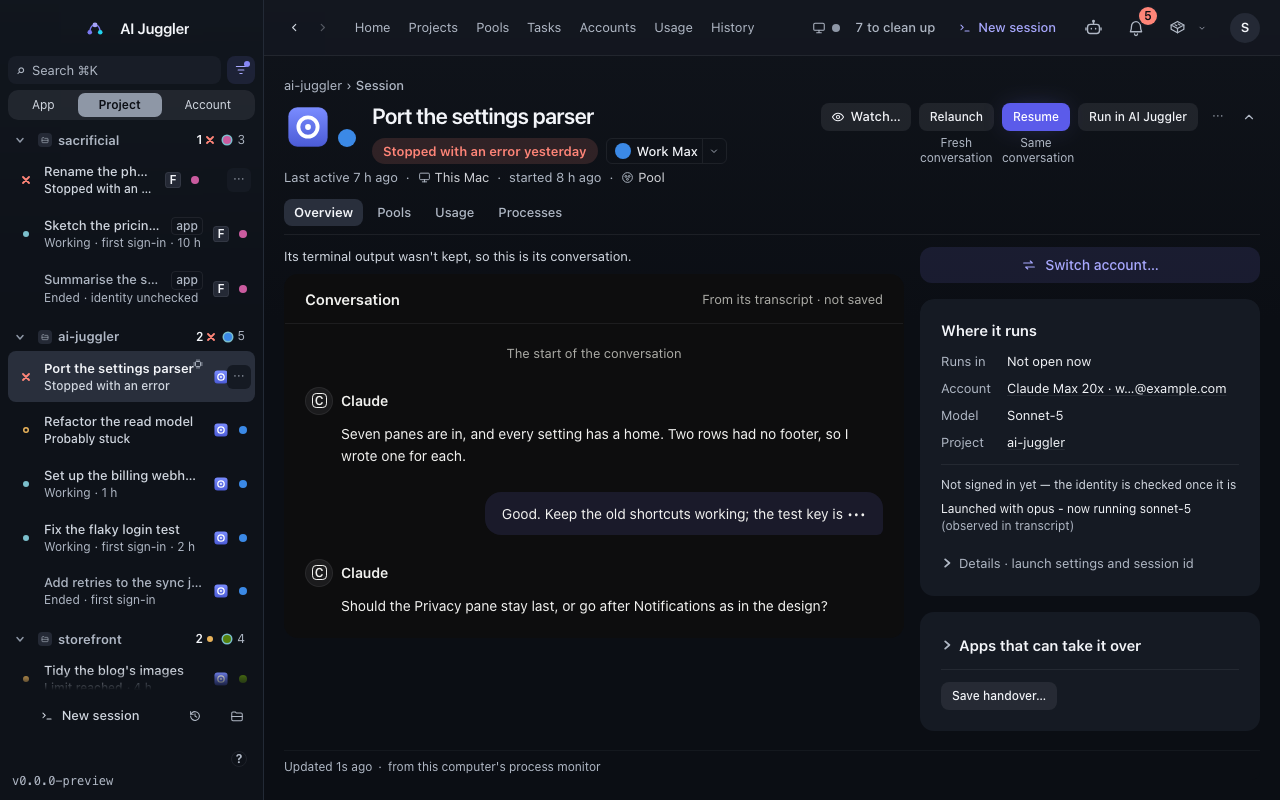 AI Juggler
Search ⌘K
App Project Account
sacrificial 1 3
Rename the ph...
Stopped with an ... F
Sketch the pricin... app
Working · first sign-in · 10 h F
Summarise the s... app
Ended · identity unchecked F
ai-juggler 2 5
Port the settings parser
Stopped with an error
Refactor the read model
Probably stuck
Set up the billing webh...
Working · 1 h
Fix the flaky login test
Working · first sign-in · 2 h
Add retries to the sync j...
Ended · first sign-in
storefront 2 4
Tidy the blog's images
Limit reached · 4 h
New session
?
v0.0.0-preview
Home Projects Pools Tasks Accounts Usage History 7 to clean up New session 5 S
ai-juggler › Session
Port the settings parser
Stopped with an error yesterday Work Max
Last active 7 h ago · This Mac · started 8 h ago · Pool
Watch... Relaunch Resume Run in AI Juggler ...
Fresh conversation
Same conversation
Overview Pools Usage Processes
Its terminal output wasn't kept, so this is its conversation.
Conversation From its transcript · not saved
The start of the conversation
C Claude
Seven panes are in, and every setting has a home. Two rows had no footer, so I
wrote one for each.
Good. Keep the old shortcuts working; the test key is •••
C Claude
Should the Privacy pane stay last, or go after Notifications as in the design?
Switch account...
Where it runs
Runs in Not open now
Account Claude Max 20x · w...@example.com
Model Sonnet-5
Project ai-juggler
Not signed in yet — the identity is checked once it is
Launched with opus - now running sonnet-5
(observed in transcript)
Details · launch settings and session id
Apps that can take it over
Save handover...
Updated 1s ago · from this computer's process monitor